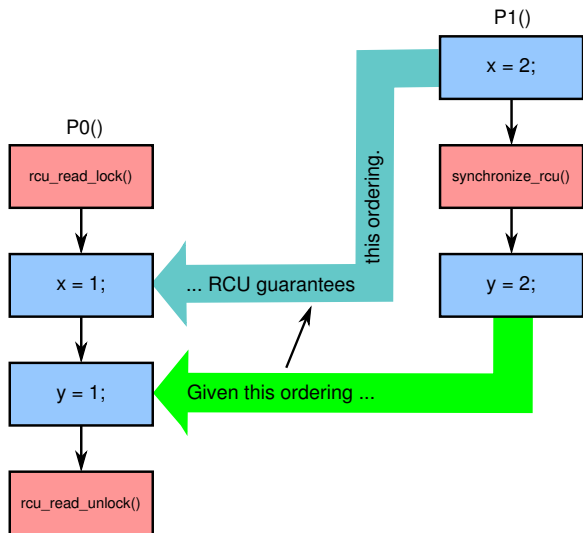 P1()
x = 2;
P0()
rcu_read_lock()
synchronize_rcu()
this ordering.
x = 1;
... RCU guarantees
y = 2;
y = 1;
Given this ordering ...
rcu_read_unlock()